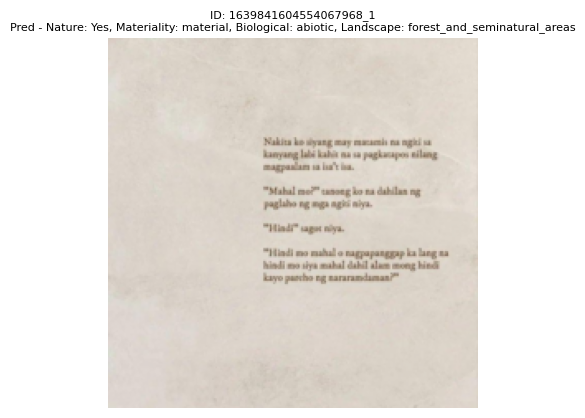 ID: 1639841604554067968_1
Pred - Nature: Yes, Materiality: material, Biological: abiotic, Landscape: forest_and_seminatural_areas
Nakita ko siyang may matamis na ngiti sa
kanyang labi kahit na sa pagkatapos nilang
magpaalam sa isa't isa.
"Mahal mo?" tanong ko na dahilan ng
paglaho ng mga ngiti niya.
"Hindi" sagot niya.
"Hindi mo mahal o nagpapanggap ka lang na
hindi mo siya mahal dahil alam mong hindi
kayo pareho ng nararamdaman?"